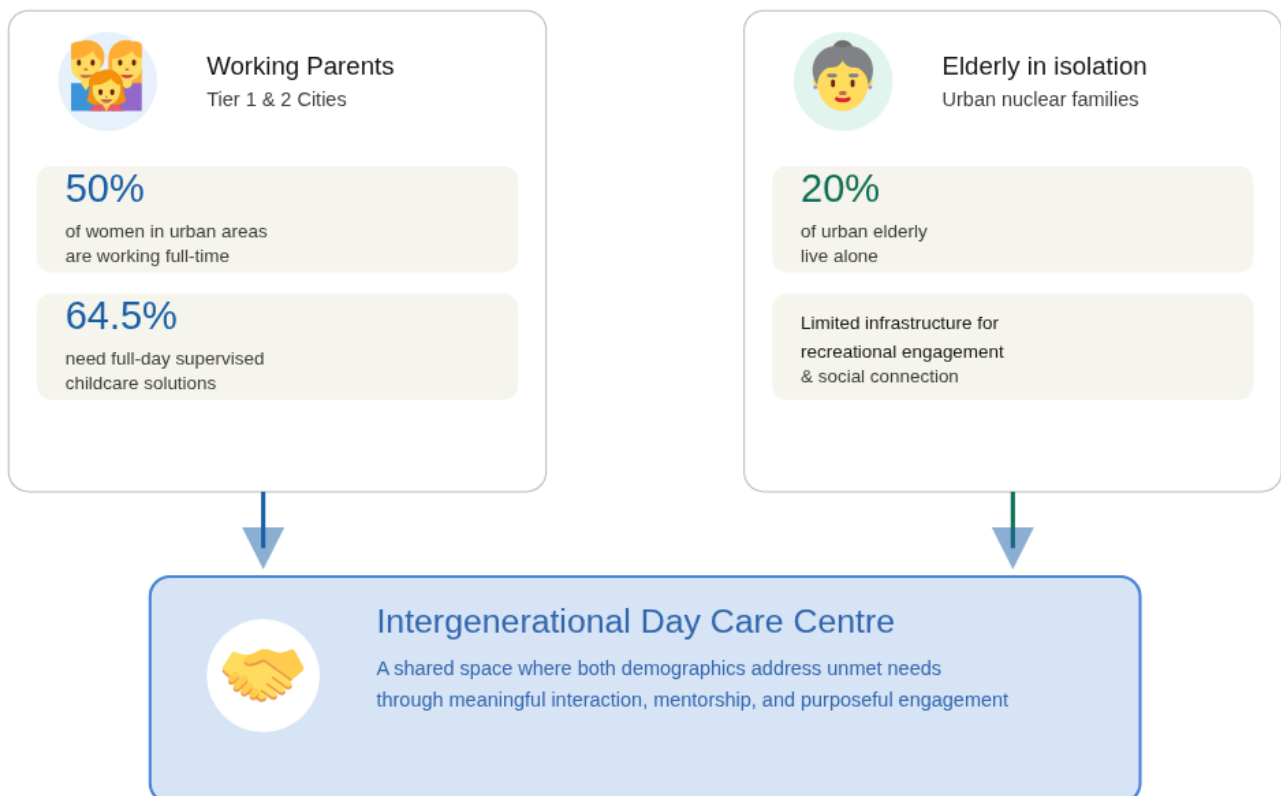 Working Parents
Tier 1 & 2 Cities
50%
of women in urban areas
are working full-time
64.5%
need full-day supervised
childcare solutions
Elderly in isolation
Urban nuclear families
20%
of urban elderly
live alone
Limited infrastructure for
recreational engagement
& social connection
Intergenerational Day Care Centre
A shared space where both demographics address unmet needs
through meaningful interaction, mentorship, and purposeful engagement